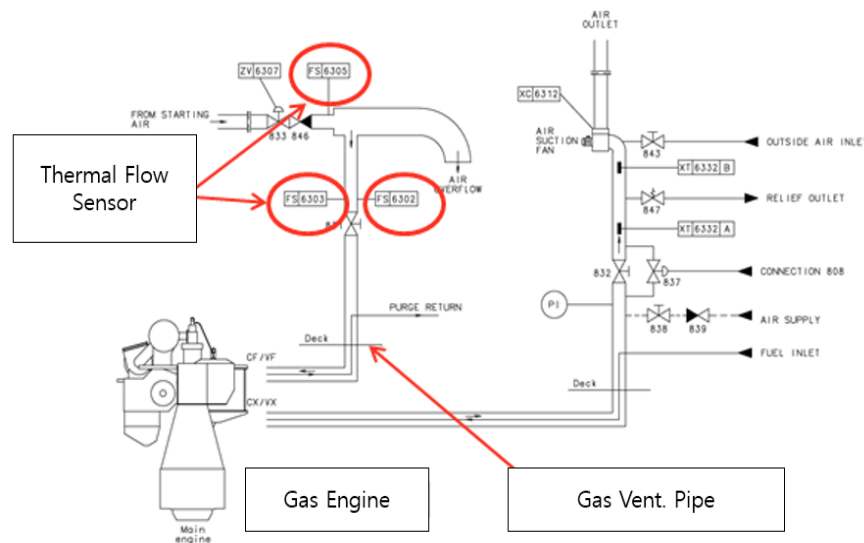 AIR
OUTLET
ZV 6307
FS 6305
XC 6312
FROM STARTING
AIR
833 846
AIR
SUCTION
FAN
843
OUTSIDE AIR INLET
Thermal Flow
Sensor
AIR
OVERFLOW
XT 6332 B
FS 6303
FS 6302
847
RELIEF OUTLET
XT 6332 A
832
837
CONNECTION 808
PI
PURGE RETURN
838
839
AIR SUPPLY
Deck
CF/VF
FUEL INLET
Deck
CX/VX
Gas Engine
Gas Vent. Pipe
Main
engine